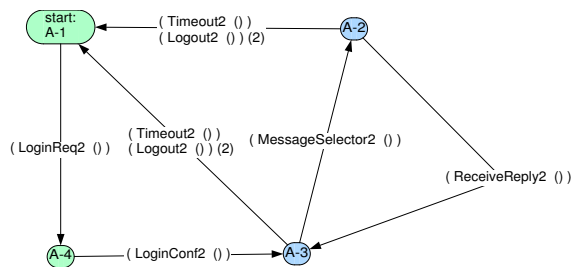 start:
A-1
( Timeout2  () )
( Logout2  () ) (2)
A-2
( LoginReq2  () )
( Timeout2  () )
( Logout2  () ) (2)
( MessageSelector2  () )
( ReceiveReply2  () )
A-4
( LoginConf2  () )
A-3